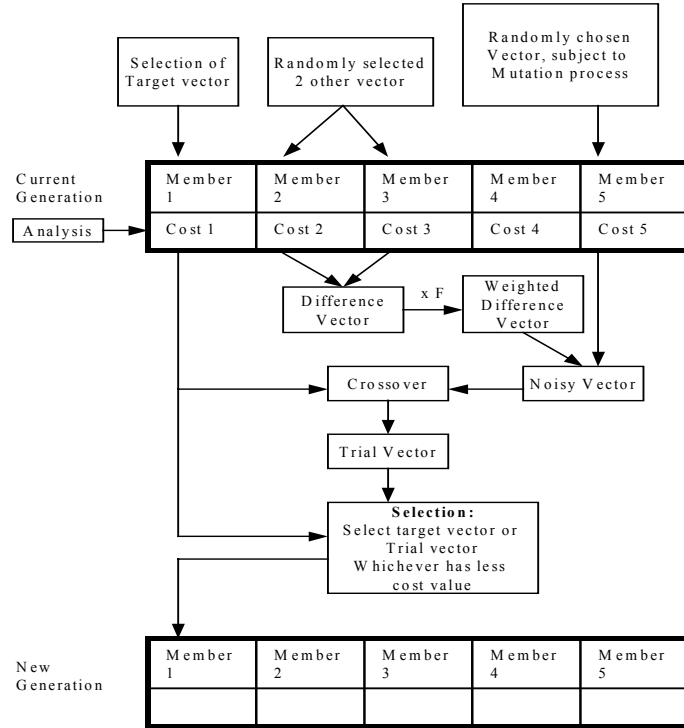 Selection of
Target vector
Randomly selected
2 other vector
Randomly chosen
Vector, subject to
Mutation process
Current
Generation
Analysis
Member
1
Member
2
Member
3
Member
4
Member
5
Cost 1
Cost 2
Cost 3
Cost 4
Cost 5
Difference
Vector
x F
Weighted
Difference
Vector
Crossover
Noisy Vector
Trial Vector
Selection:
Select target vector or
Trial vector
Whichever has less
cost value
New
Generation
Member
1
Member
2
Member
3
Member
4
Member
5